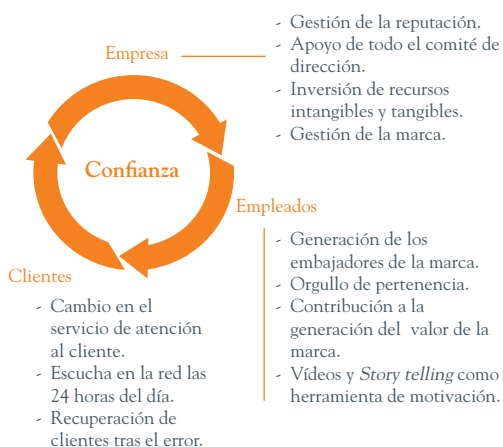 Empresa
- Gestión de la reputación.
- Apoyo de todo el comité de
dirección.
- Inversión de recursos
intangibles y tangibles.
- Gestión de la marca.
Confianza
Empleados
- Generación de los
embajadores de la marca.
- Orgullo de pertenencia.
- Contribución a la
generación del valor de la
marca.
- Vídeos y Story telling como
herramienta de motivación.
Clientes
- Cambio en el
servicio de atención
al cliente.
- Escucha en la red las
24 horas del día.
- Recuperación de
clientes tras el error.